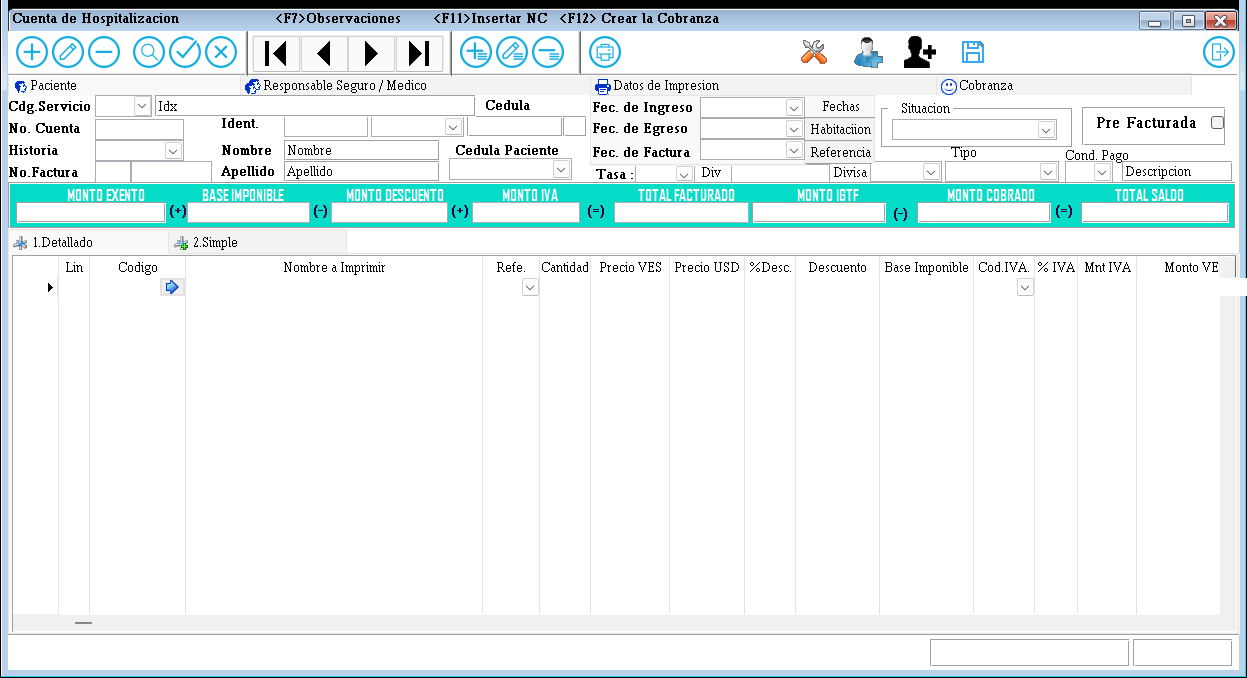 Cuenta de Hospitalizacion <F7>Observaciones <F11>Insertar NC <F12> Crear la Cobranza
Paciente Responsable Seguro / Medico Datos de Impresion Cobranza
Cdg.Servicio Idx Cedula Fec. de Ingreso Fechas Situacion
No. Cuenta Ident. Fec. de Egreso Habitaciion Pre Facturada
Historia Nombre Nombre Cedula Paciente Fec. de Factura Referencia Tipo Cond. Pago
No.Factura Apellido Apellido Tasa : Div Divisa Descripcion
MONTO EXENTO BASE IMPONIBLE MONTO DESCUENTO MONTO IVA TOTAL FACTURADO MONTO IGTF MONTO COBRADO TOTAL SALDO
(+) (-) (+) (=) (-) (=)
1.Detallado 2.Simple
Lin Codigo Nombre a Imprimir Refe. Cantidad Precio VES Precio USD %Desc. Descuento Base Imponible Cod.IVA. % IVA Mnt IVA Monto VE